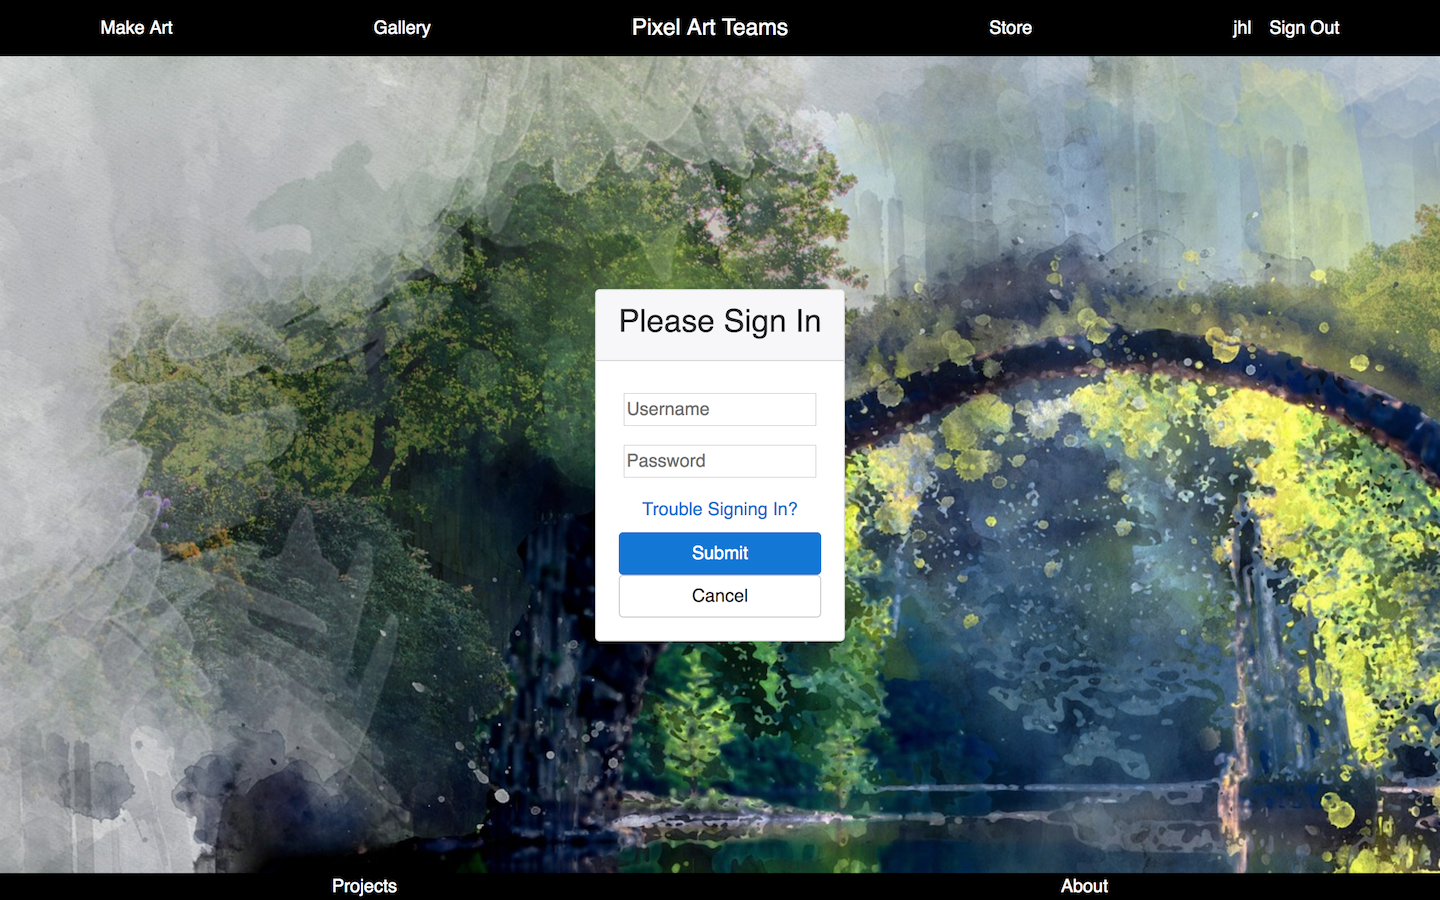 Make Art Gallery Pixel Art Teams Store jhl Sign Out
Please Sign In
Username
Password
Trouble Signing In?
Submit
Cancel
Projects About